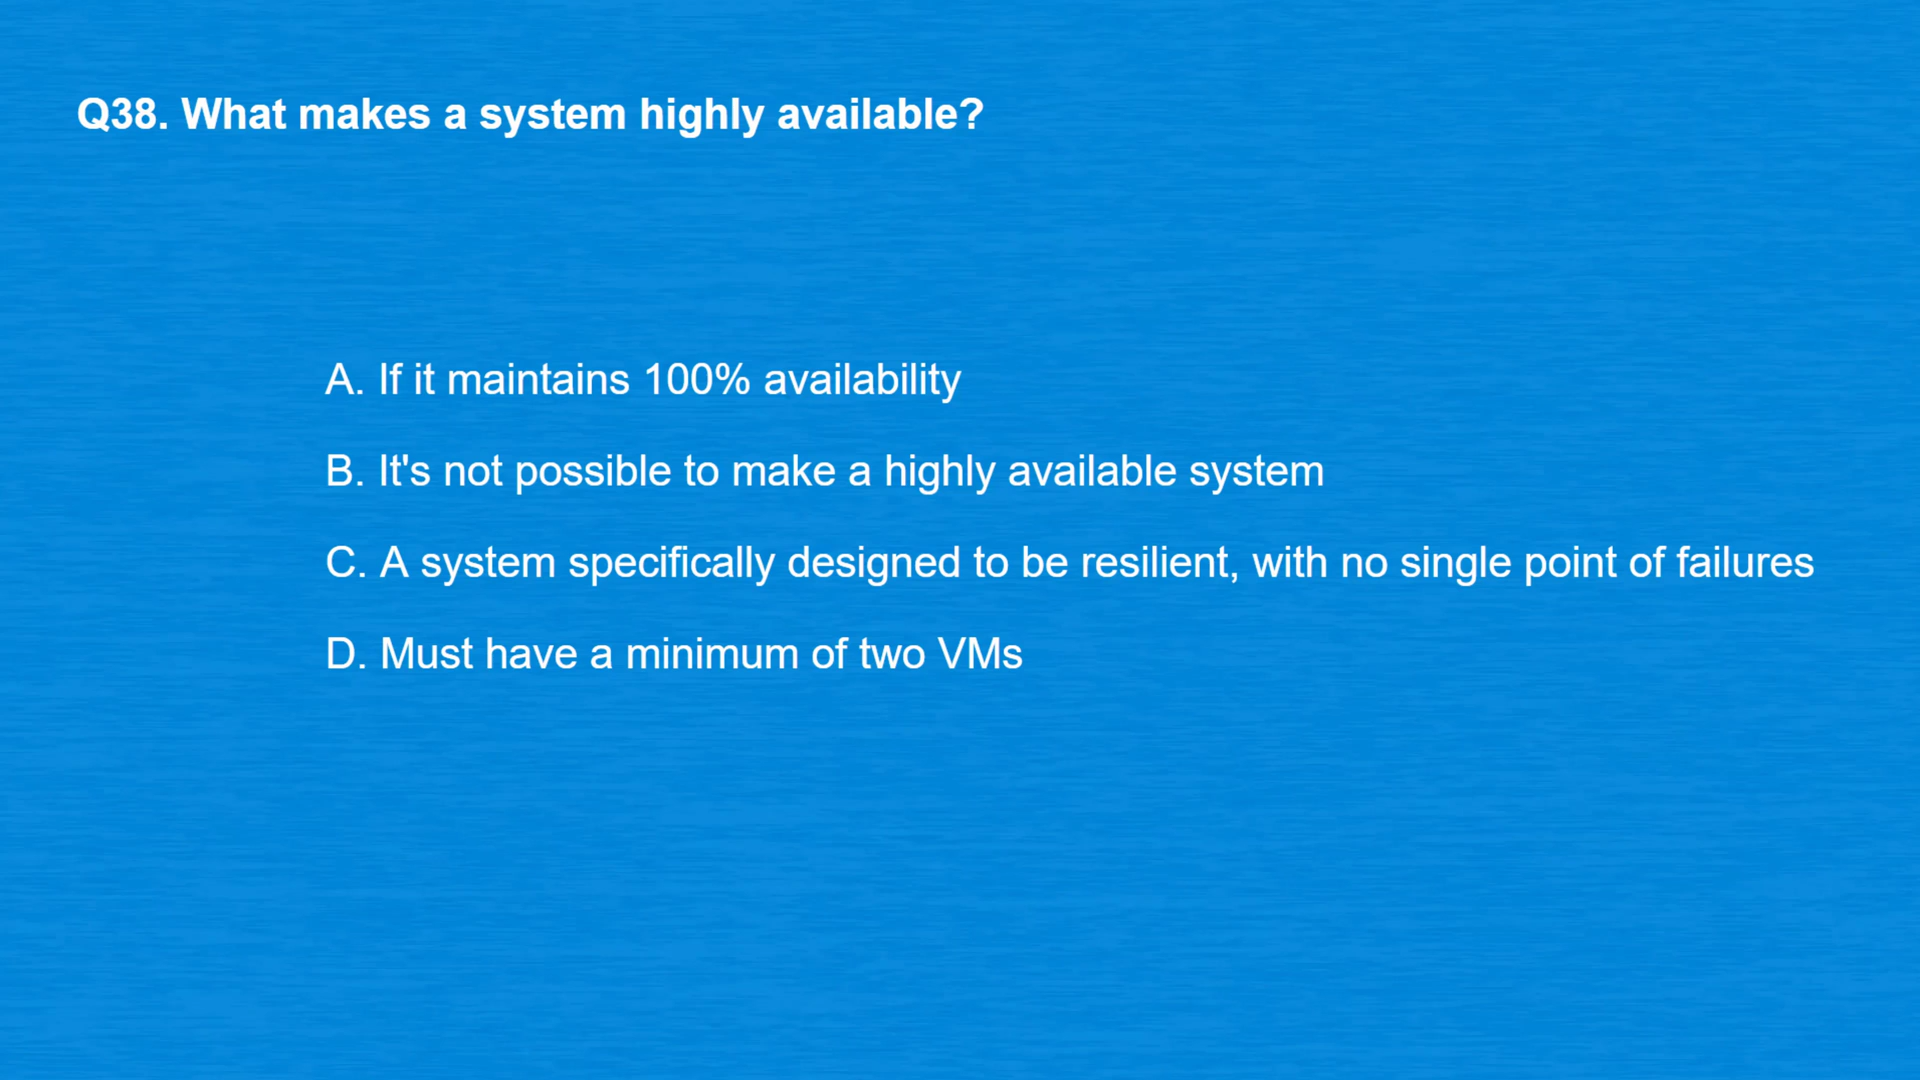 Q38. What makes a system highly available?
A. If it maintains 100% availability
B. It's not possible to make a highly available system
C. A system specifically designed to be resilient, with no single point of failures
D. Must have a minimum of two VMs